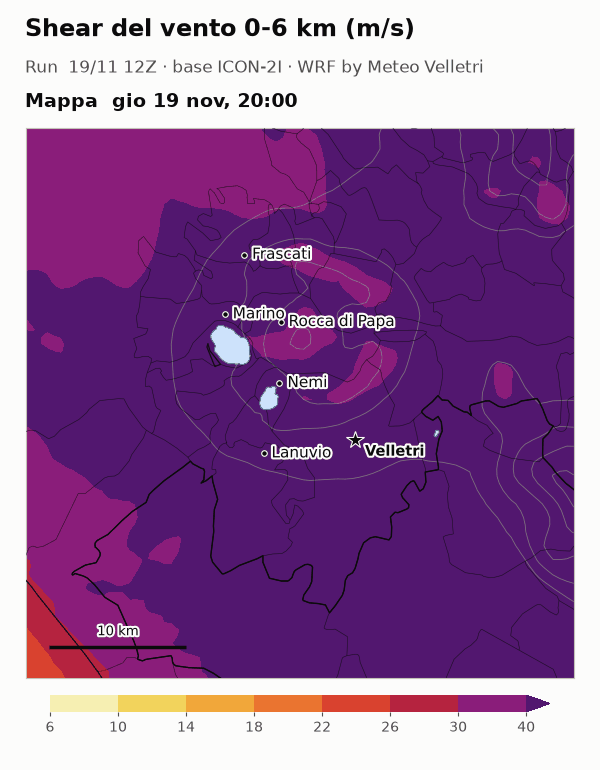 Shear del vento 0-6 km (m/s)
Run  19/11 12Z · base ICON-2I · WRF by Meteo Velletri
Mappa  gio 19 nov, 20:00
Frascati
Marino
Rocca di Papa
Nemi
Velletri
Lanuvio
10 km
6 10 14 18 22 26 30 40